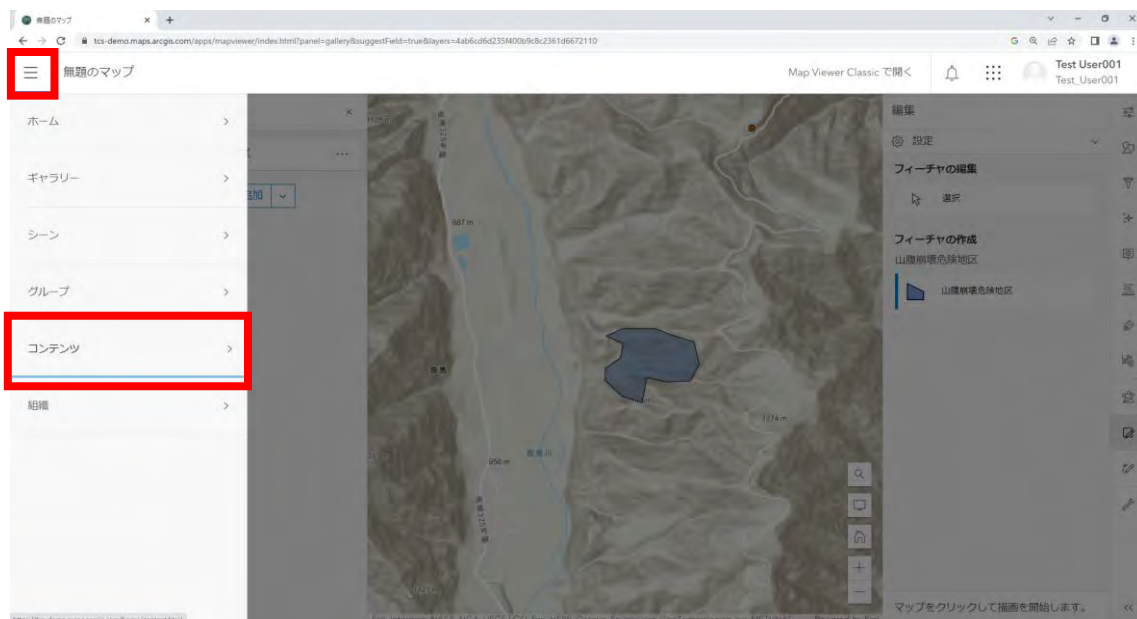 無題のマップ
tcs-demo.maps.arcgis.com/apps/mapviewer/index.html?panel=gallery&suggestField=true&layers=4ab6cd6d235f400b9c8c2361d6672110
無題のマップ
Map Viewer Classic で開く
Test User001
Test_User001
ホーム
ギャラリー
シーン
グループ
コンテンツ
組織
追加
987 m
956 m
1274 m
編集
設定
フィーチャの編集
選択
フィーチャの作成
山腹崩壊危険地区
山腹崩壊危険地区
マップをクリックして描画を開始します。